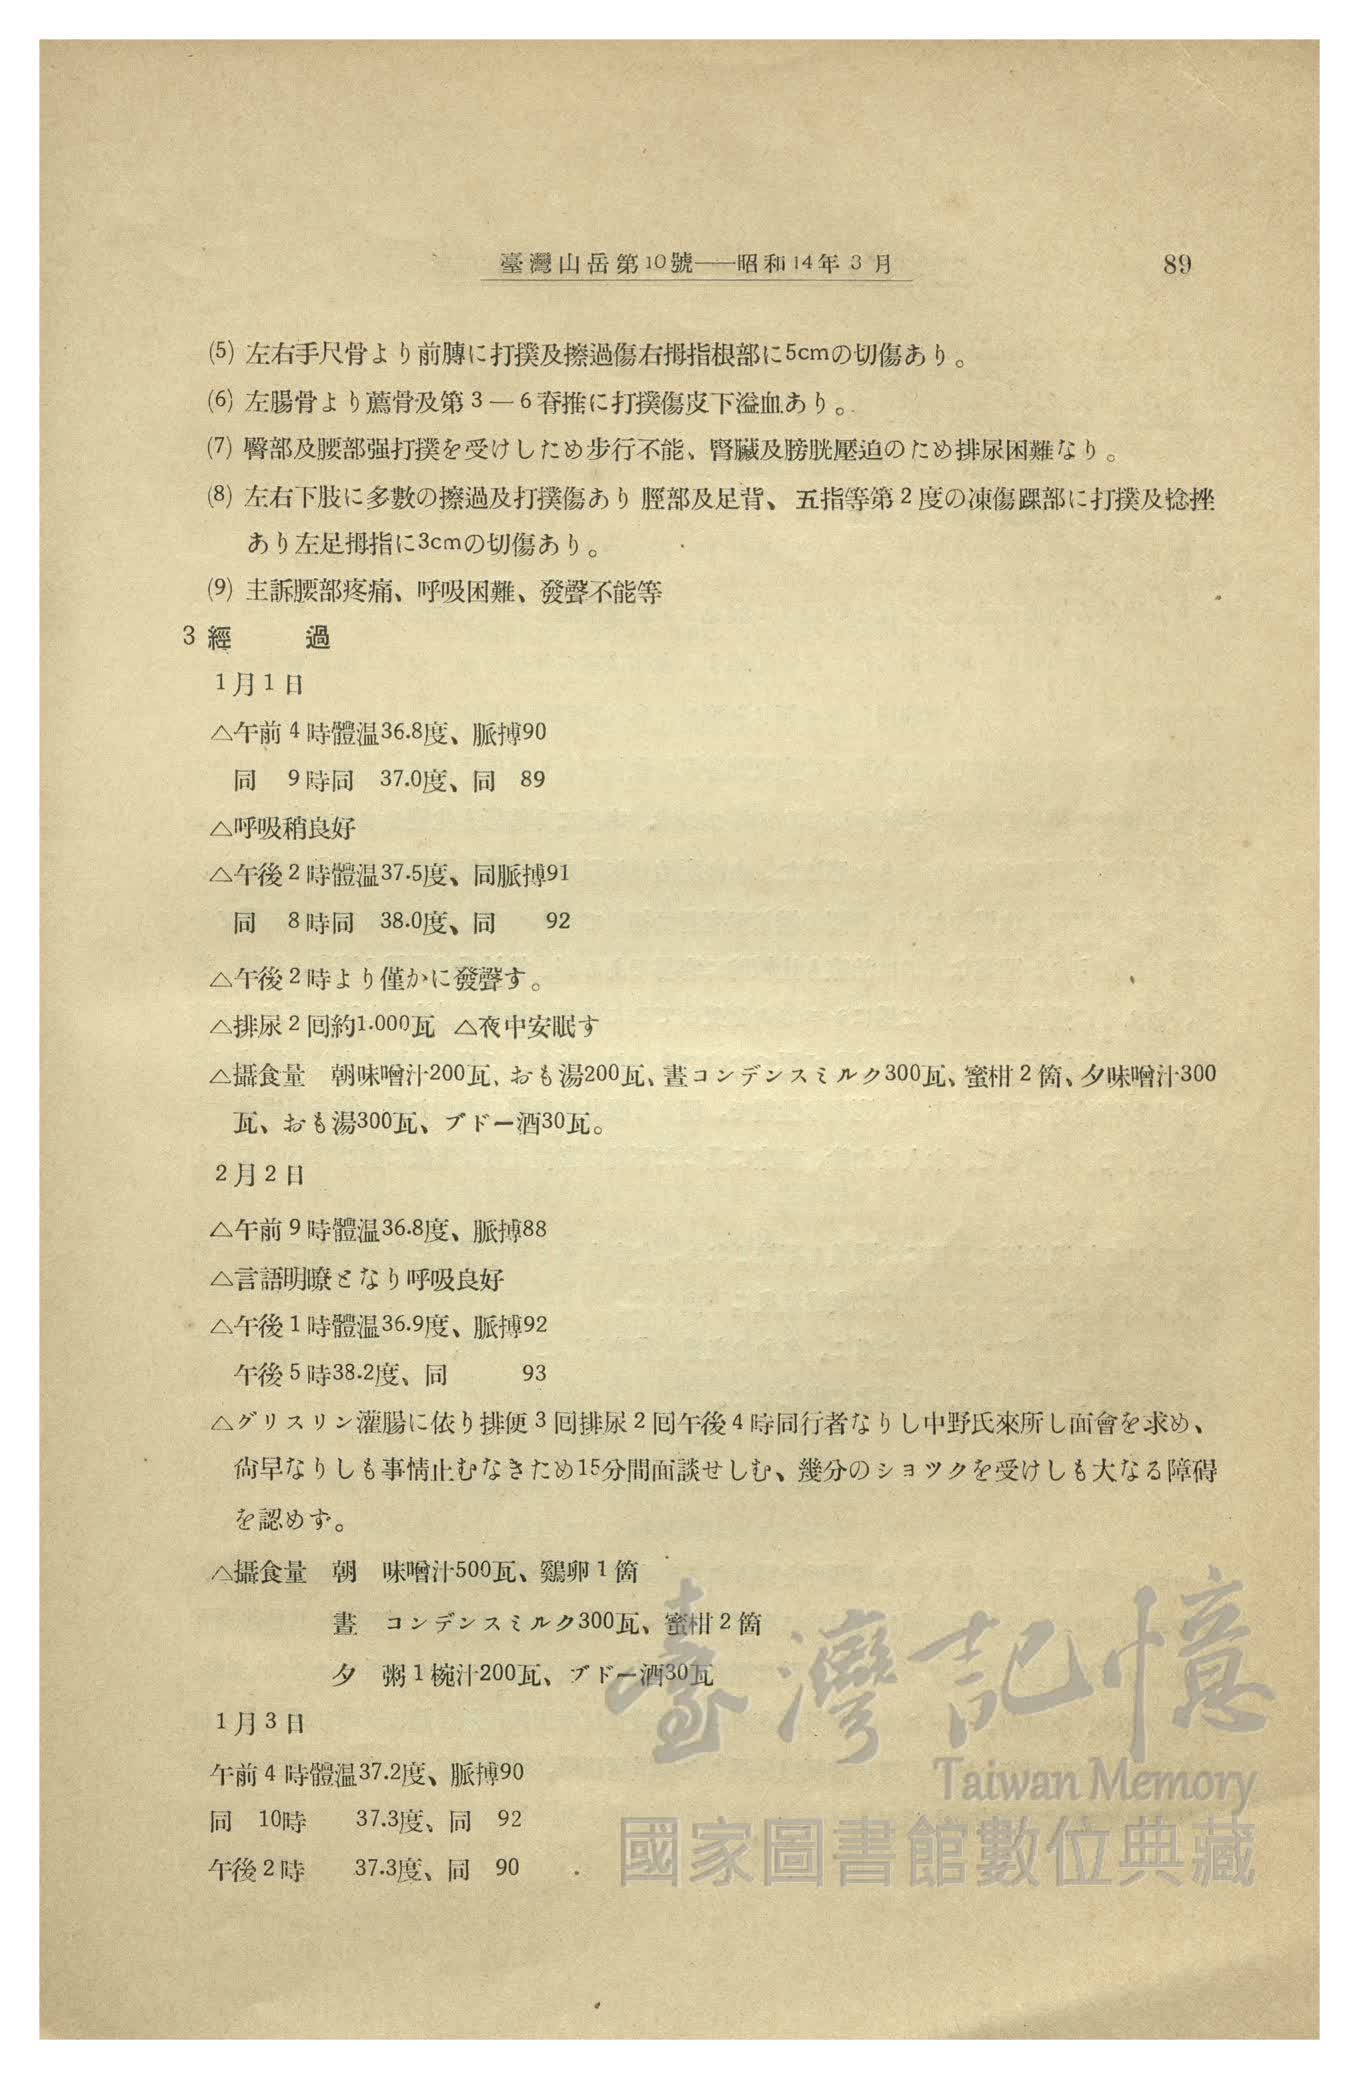 臺灣山岳第10號——昭和14年3月 89
(5) 左右手尺骨より前膊に打撲及擦過傷右拇指根部に5cmの切傷あり。
(6) 左腸骨より薦骨及第3—6脊推に打撲傷皮下溢血あり。
(7) 臀部及腰部强打撲を受けしため步行不能、腎臟及膀胱壓迫のため排尿困難なり。
(8) 左右下肢に多數の擦過及打撲傷あり 脛部及足背、五指等第2度の凍傷踝部に打撲及捻挫
あり左足拇指に3cmの切傷あり。
(9) 主訴腰部疼痛、呼吸困難、發聲不能等
3 經過
1月1日
△午前4時體温36.8度、脈搏90
同 9時同 37.0度、同 89
△呼吸稍良好
△午後2時體温37.5度、同脈搏91
同 8時同 38.0度、同 92
△午後2時より僅かに發聲す。
△排尿2回約1.000瓦 △夜中安眠す
△攝食量 朝味噌汁200瓦、おも湯200瓦、晝コンデンスミルク300瓦、蜜柑2箇、夕味噌汁300
瓦、おも湯300瓦、ブドー酒30瓦。
2月2日
△午前9時體温36.8度、脈搏88
△言語明瞭となり呼吸良好
△午後1時體温36.9度、脈搏92
午後5時38.2度、同 93
△グリスリン灌腸に依り排便3回排尿2回午後4時同行者なりし中野氏來所し面會を求め、
尙早なりしも事情止むなきため15分間面談せしむ、幾分のショツクを受けしも大なる障碍
を認めず。
△攝食量 朝 味噌汁500瓦、鷄卵1箇
晝 コンデンスミルク300瓦、蜜柑2箇
夕 粥1椀汁200瓦、ブドー酒30瓦
1月3日
午前4時體温37.2度、脈搏90
同 10時 37.3度、同 92
午後2時 37.3度、同 90
臺灣記憶
Taiwan Memory
國家圖書館數位典藏